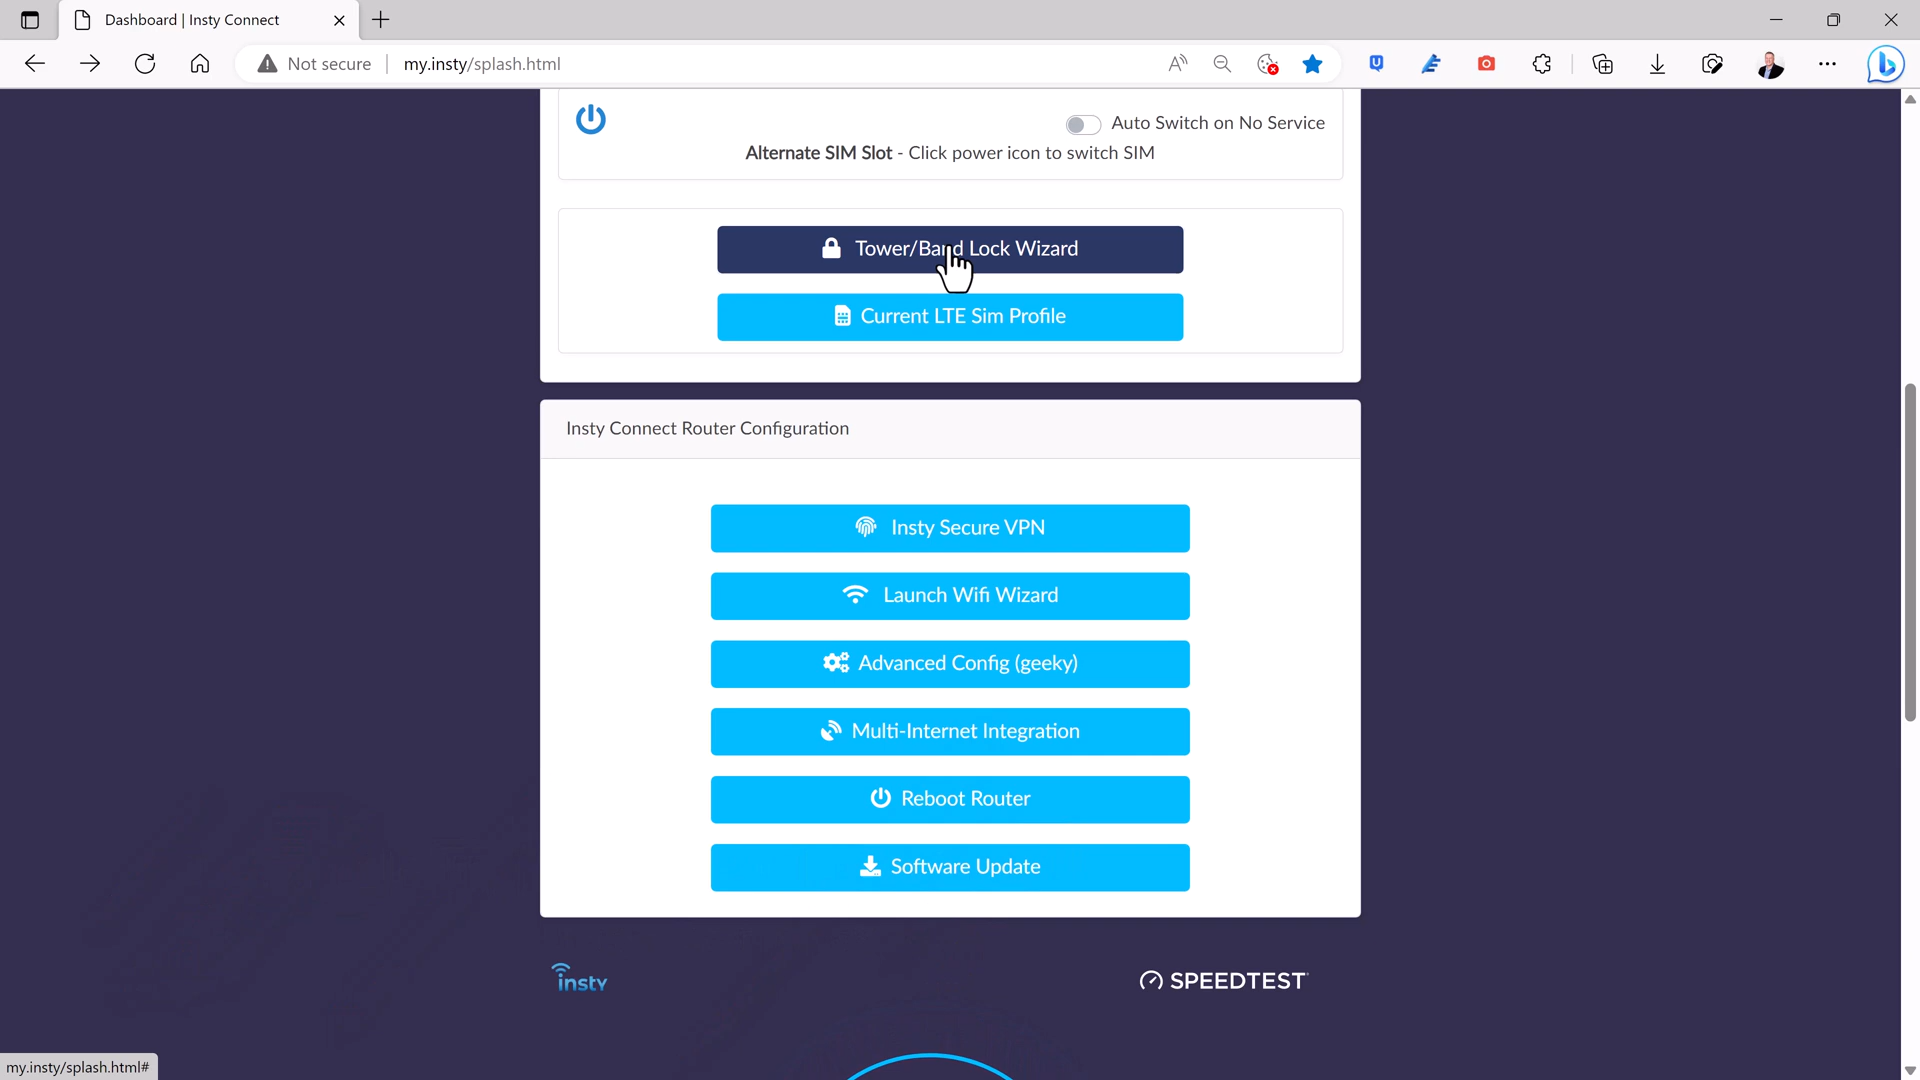 Dashboard | Insty Connect
Not secure
my.insty/splash.html
Auto Switch on No Service
Alternate SIM Slot - Click power icon to switch SIM
Tower/Band Lock Wizard
Current LTE Sim Profile
Insty Connect Router Configuration
Insty Secure VPN
Launch Wifi Wizard
Advanced Config (geeky)
Multi-Internet Integration
Reboot Router
Software Update
insty
SPEEDTEST
my.insty/splash.html#